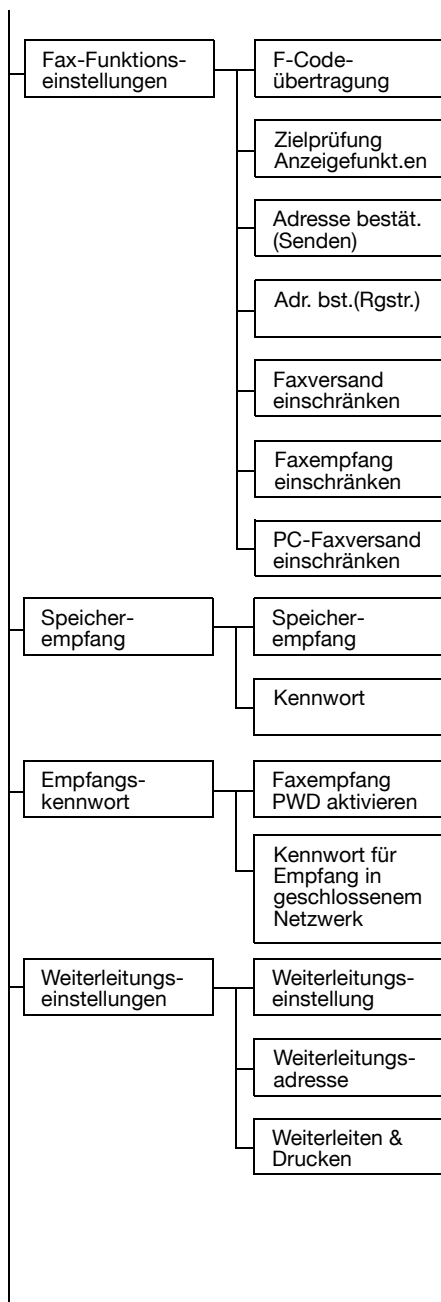 Fax-Funktions-
einstellungen
F-Code-
übertragung
Zielprüfung
Anzeigefunkt.en
Adresse bestät.
(Senden)
Adr. bst.(Rgstr.)
Faxversand
einschränken
Faxempfang
einschränken
PC-Faxversand
einschränken
Speicher-
empfang
Speicher-
empfang
Kennwort
Empfangs-
kennwort
Faxempfang
PWD aktivieren
Kennwort für
Empfang in
geschlossenem
Netzwerk
Weiterleitungs-
einstellungen
Weiterleitungs-
einstellung
Weiterleitungs-
adresse
Weiterleiten &
Drucken